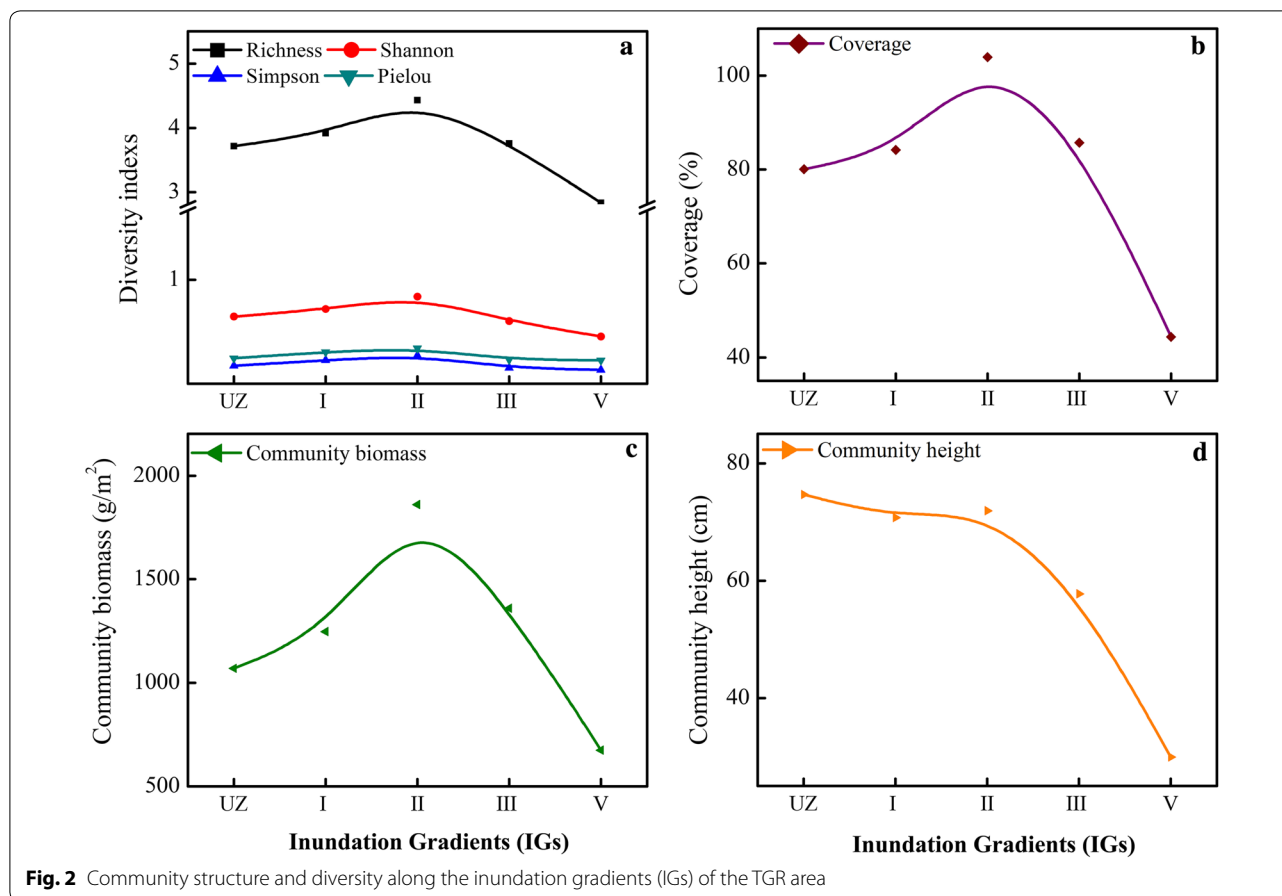 a
Richness Shannon
Simpson Pielou
Diversity indexs
5
4
3
1
UZ I II III V
b
Coverage
Coverage (%)
100
80
60
40
UZ I II III V
c
Community biomass
Community biomass (g/m²)
2000
1500
1000
500
UZ I II III V
Inundation Gradients (IGs)
d
Community height
Community height (cm)
80
60
40
UZ I II III V
Inundation Gradients (IGs)
Fig. 2 Community structure and diversity along the inundation gradients (IGs) of the TGR area